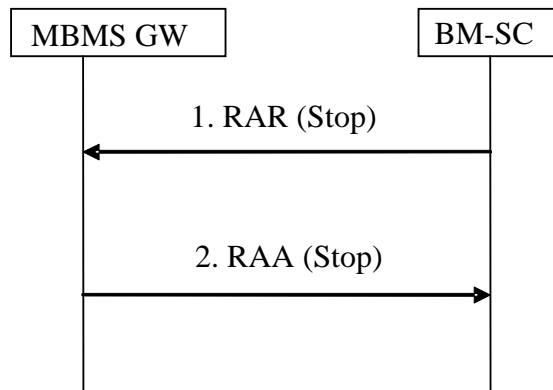 MBMS GW
BM-SC
1. RAR (Stop)
2. RAA (Stop)